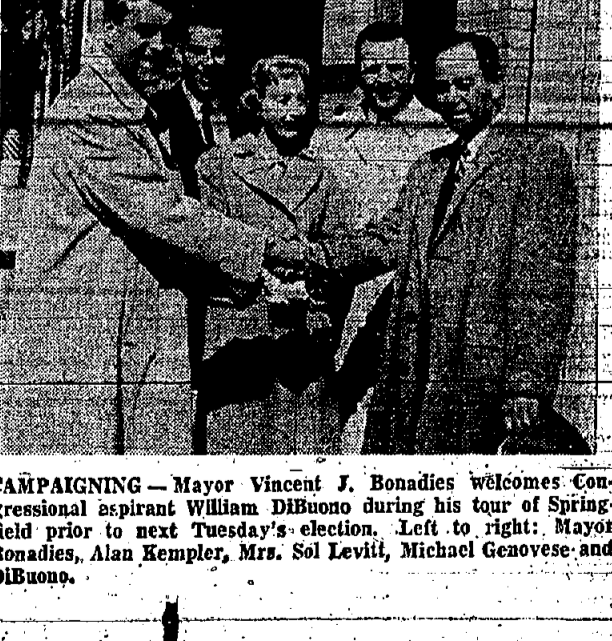 CAMPAIGNING — Mayor Vincent J. Bonadies welcomes Con-
gressional aspirant William DiBuono during his tour of Spring-
field prior to next Tuesday's election. Left to right: Mayor
Bonadies, Alan Kempler, Mrs. Sol Levitt, Michael Genovese and
DiBuono.